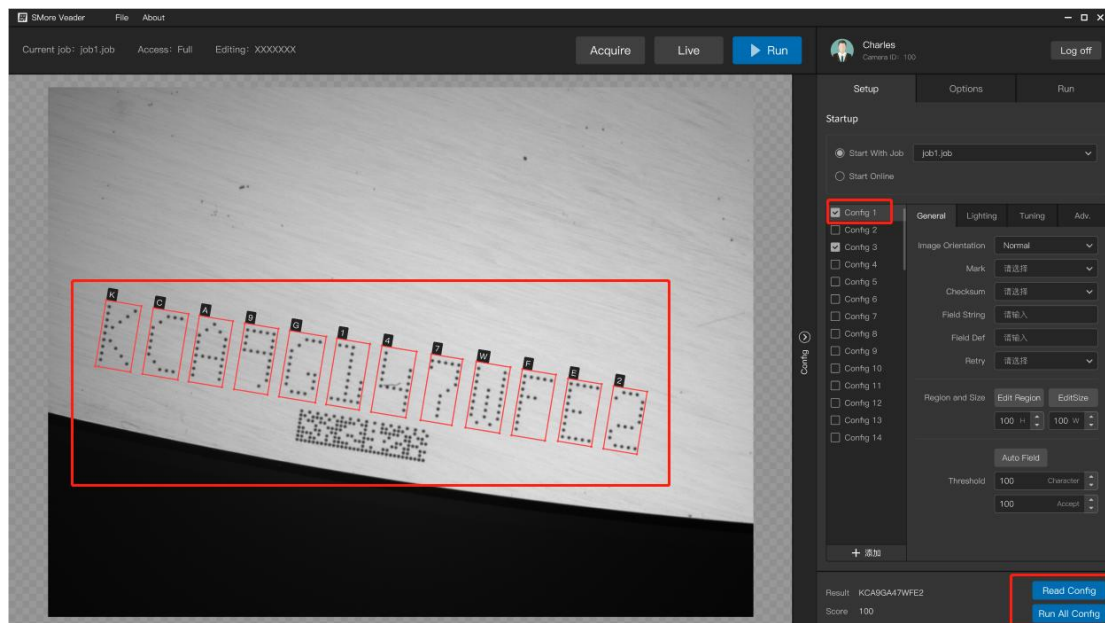 SMore Veader File About
Current job: job1.job Access: Full Editing: XXXXXXX
Acquire Live Run
Charles
Camera ID: 100
Log off
Setup Options Run
Startup
Start With Job job1.job
Start Online
Config 1
Config 2
Config 3
Config 4
Config 5
Config 6
Config 7
Config 8
Config 9
Config 10
Config 11
Config 12
Config 13
Config 14
添加
General Lighting Tuning Adv.
Image Orientation Normal
Mark 请选择
Checksum 请选择
Field String 请输入
Field Def 请输入
Retry 请选择
Region and Size Edit Region EditSize
100 H 100 W
Auto Field
Threshold 100 Character
100 Accept
Config
K C A 9 G 1 4 7 W F E 2
KCA9G147WFE2
Result KCA9GA47WFE2
Score 100
Read Config
Run All Config